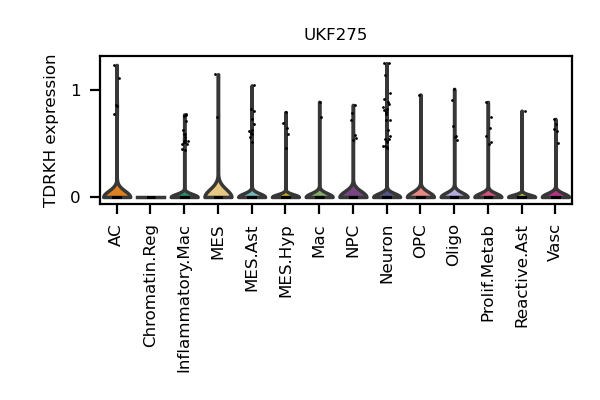 UKF275
TDRKH expression
1
0
AC
Chromatin.Reg
Inflammatory.Mac
MES
MES.Ast
MES.Hyp
Mac
NPC
Neuron
OPC
Oligo
Prolif.Metab
Reactive.Ast
Vasc